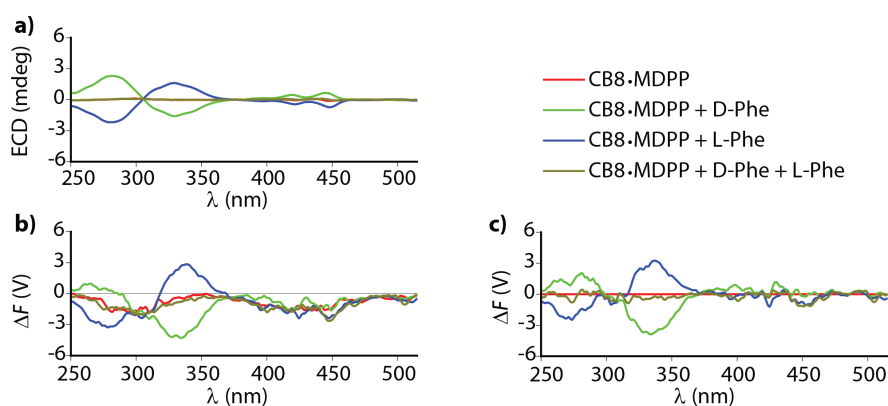 a)
6
3
0
-3
-6
ECD (mdeg)
250 300 350 400 450 500
λ (nm)
CB8•MDPP
CB8•MDPP + D-Phe
CB8•MDPP + L-Phe
CB8•MDPP + D-Phe + L-Phe
b)
6
3
0
-3
-6
ΔF (V)
250 300 350 400 450 500
λ (nm)
c)
6
3
0
-3
-6
ΔF (V)
250 300 350 400 450 500
λ (nm)